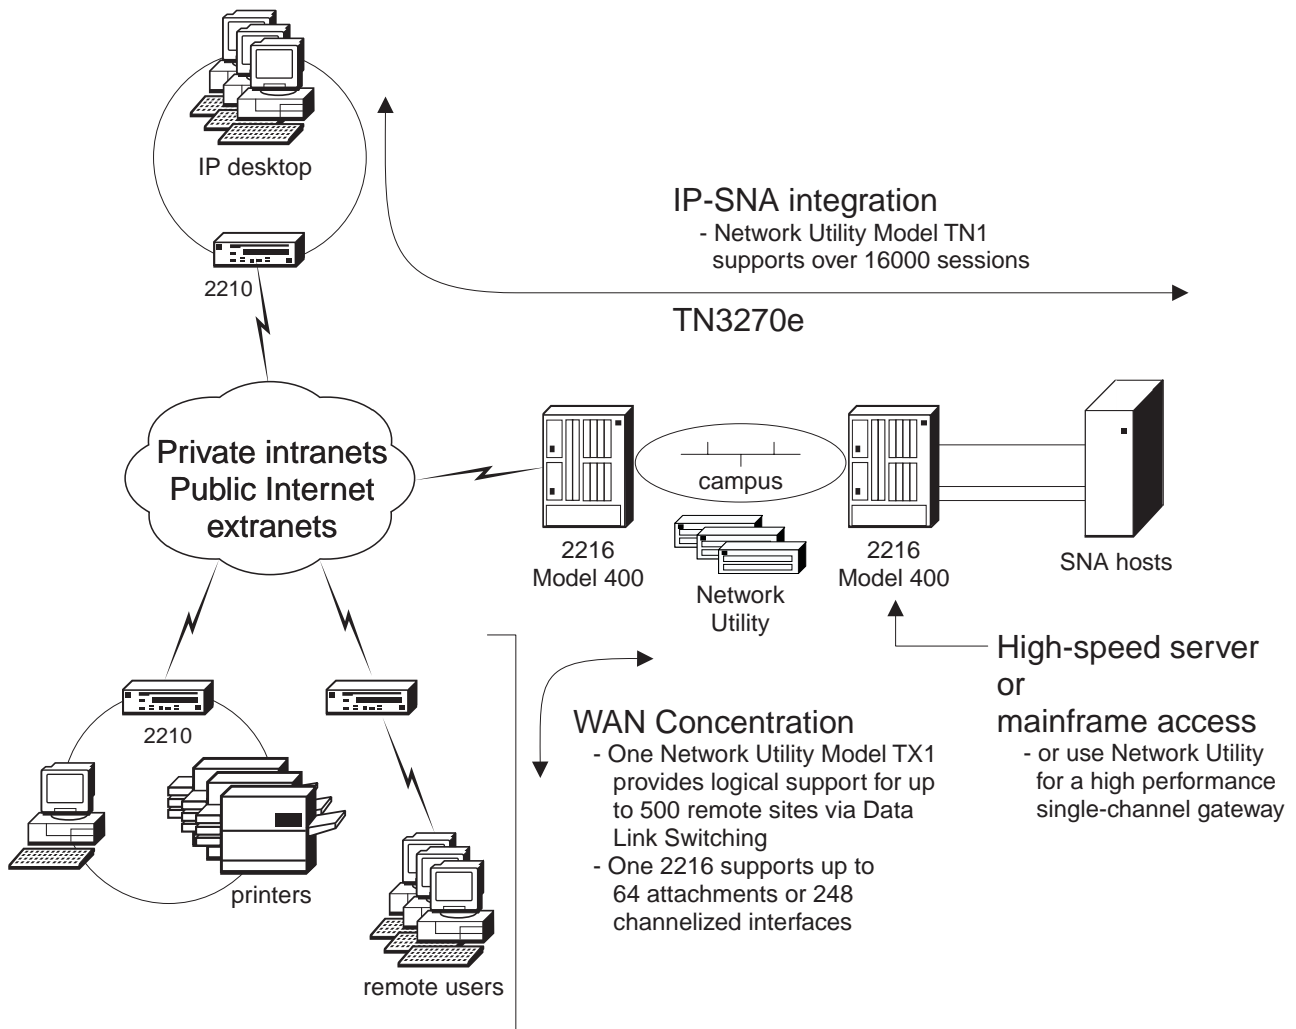 IP desktop
2210
IP-SNA integration
- Network Utility Model TN1
supports over 16000 sessions
TN3270e
Private intranets
Public Internet
extranets
campus
2216
Model 400
Network
Utility
2216
Model 400
SNA hosts
High-speed server
or
mainframe access
- or use Network Utility
for a high performance
single-channel gateway
WAN Concentration
- One Network Utility Model TX1
provides logical support for up
to 500 remote sites via Data
Link Switching
- One 2216 supports up to
64 attachments or 248
channelized interfaces
2210
printers
remote users